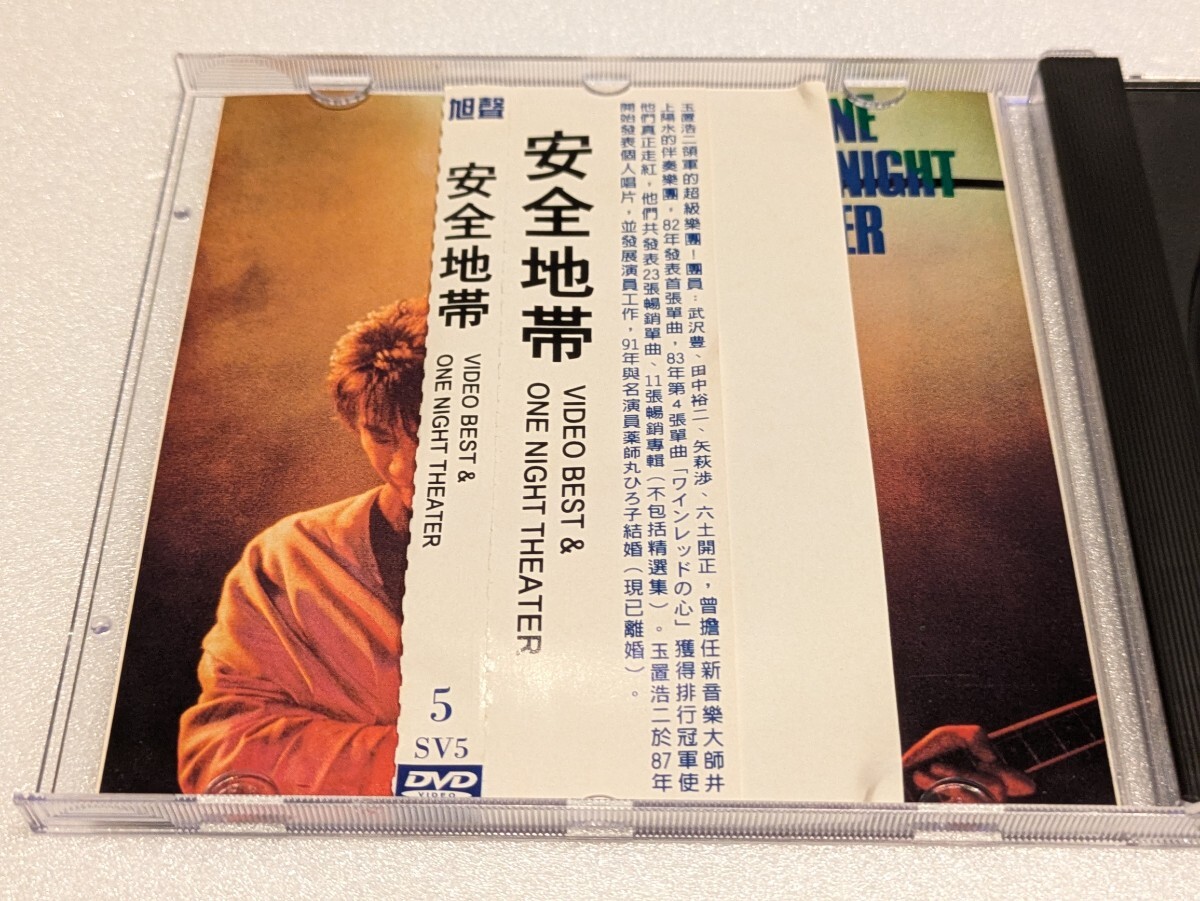 旭聲
安全地帯
VIDEO BEST &
ONE NIGHT THEATER
5
SV5
DVD
VIDEO
安全地帯
VIDEO BEST &
ONE NIGHT THEATER
玉置浩二領軍的超級樂團！團員：武沢豊、田中裕二、矢萩渉、六土開正，曾擔任新音樂大師井
上陽水的伴奏樂團，82年發表首張單曲，83年第4張單曲「ワインレッドの心」獲得排行冠軍使
他們真正走紅，他們共發表23張暢銷單曲、11張暢銷專輯（不包括精選集）。玉置浩二於87年
開始發表個人唱片，並發展演員工作，91年與名演員薬師丸ひろ子結婚（現已離婚）。
NE
NIGHT
ER